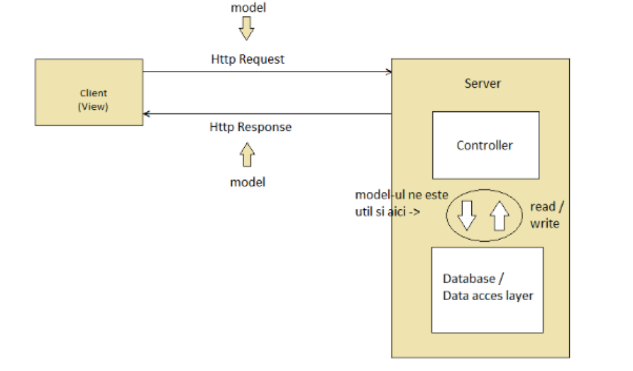 model
Http Request
Client
(View)
Server
Http Response
model
Controller
model-ul ne este
util si aici ->
read /
write
Database /
Data acces layer